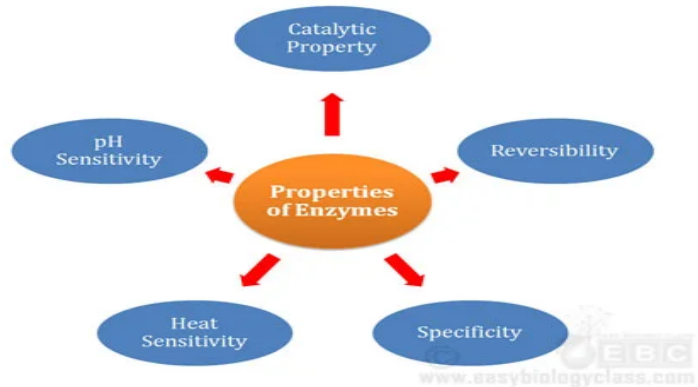 Catalytic
Property
pH
Sensitivity
Reversibility
Properties
of Enzymes
Heat
Sensitivity
Specificity
©
EBC
www.easybiologyclass.com